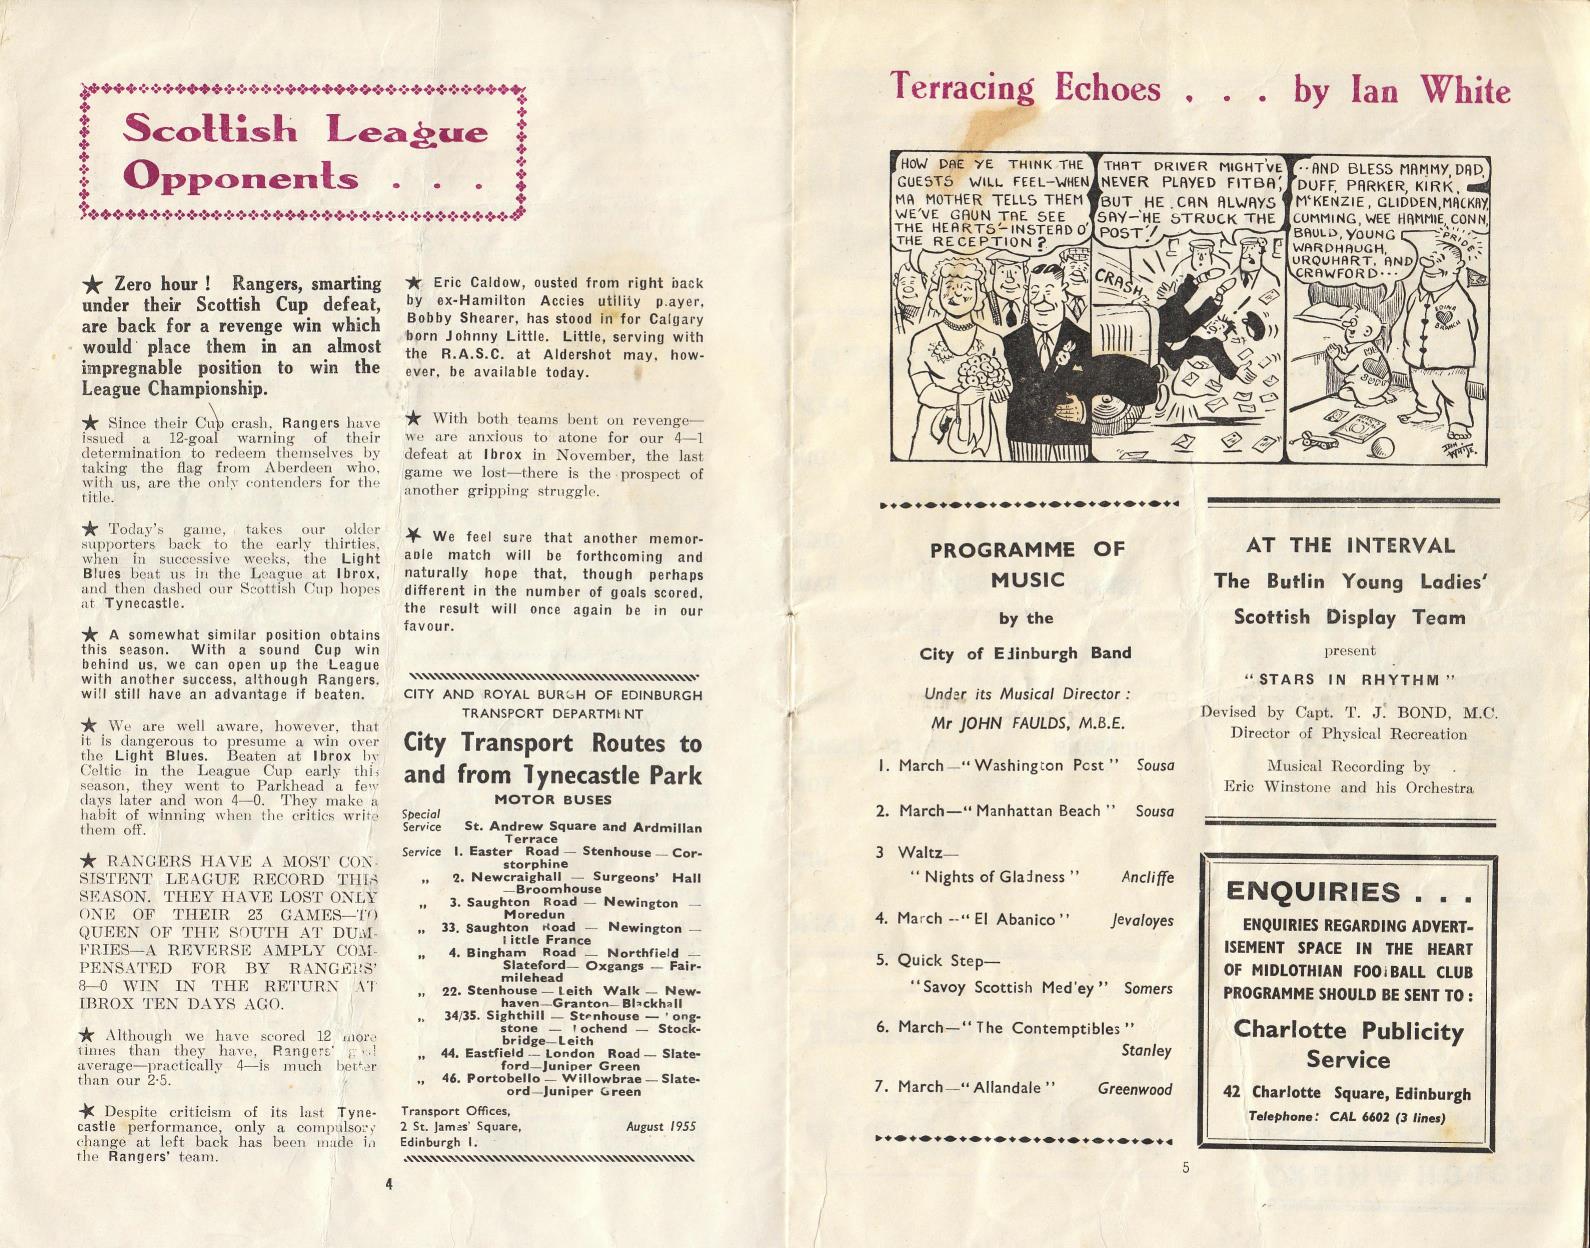 Scottish League
Opponents . . .
★ Zero hour ! Rangers, smarting
under their Scottish Cup defeat,
are back for a revenge win which
would place them in an almost
impregnable position to win the
League Championship.
★ Since their Cup crash, Rangers have
issued a 12-goal warning of their
determination to redeem themselves by
taking the flag from Aberdeen who,
with us, are the only contenders for the
title.
★ Today's game, takes our older
supporters back to the early thirties,
when in successive weeks, the Light
Blues beat us in the League at Ibrox,
and then dashed our Scottish Cup hopes
at Tynecastle.
★ A somewhat similar position obtains
this season. With a sound Cup win
behind us, we can open up the League
with another success, although Rangers,
will still have an advantage if beaten.
★ We are well aware, however, that
it is dangerous to presume a win over
the Light Blues. Beaten at Ibrox by
Celtic in the League Cup early this
season, they went to Parkhead a few
days later and won 4—0. They make a
habit of winning when the critics write
them off.
★ RANGERS HAVE A MOST CON-
SISTENT LEAGUE RECORD THIS
SEASON. THEY HAVE LOST ONLY
ONE OF THEIR 23 GAMES—TO
QUEEN OF THE SOUTH AT DUM-
FRIES—A REVERSE AMPLY COM-
PENSATED FOR BY RANGERS'
8—0 WIN IN THE RETURN AT
IBROX TEN DAYS AGO.
★ Although we have scored 12 more
times than they have, Rangers' goal
average—practically 4—is much better
than our 2·5.
★ Despite criticism of its last Tyne-
castle performance, only a compulsory
change at left back has been made in
the Rangers' team.
★ Eric Caldow, ousted from right back
by ex-Hamilton Accies utility player,
Bobby Shearer, has stood in for Calgary
born Johnny Little. Little, serving with
the R.A.S.C. at Aldershot may, how-
ever, be available today.
★ With both teams bent on revenge—
we are anxious to atone for our 4—1
defeat at Ibrox in November, the last
game we lost—there is the prospect of
another gripping struggle.
★ We feel sure that another memor-
able match will be forthcoming and
naturally hope that, though perhaps
different in the number of goals scored,
the result will once again be in our
favour.
CITY AND ROYAL BURGH OF EDINBURGH
TRANSPORT DEPARTMENT
City Transport Routes to
and from Tynecastle Park
MOTOR BUSES
Special
Service St. Andrew Square and Ardmillan
Terrace
Service 1. Easter Road — Stenhouse — Cor-
storphine
„ 2. Newcraighall — Surgeons' Hall
—Broomhouse
„ 3. Saughton Road — Newington —
Moredun
„ 33. Saughton Road — Newington —
Little France
„ 4. Bingham Road — Northfield —
Slateford— Oxgangs — Fair-
milehead
„ 22. Stenhouse — Leith Walk — New-
haven—Granton—Blackhall
„ 34/35. Sighthill — Stenhouse — Long-
stone — Lochend — Stock-
bridge—Leith
„ 44. Eastfield — London Road — Slate-
ford—Juniper Green
„ 46. Portobello — Willowbrae — Slate-
ord—Juniper Green
Transport Offices,
2 St. James' Square, August 1955
Edinburgh 1.
4
Terracing Echoes . . . by Ian White
HOW DAE YE THINK THE
GUESTS WILL FEEL—WHEN
MA MOTHER TELLS THEM
WE'VE GAUN TAE SEE
THE HEARTS—INSTEAD O'
THE RECEPTION?
THAT DRIVER MIGHT'VE
NEVER PLAYED FITBA',
BUT HE CAN ALWAYS
SAY—'HE STRUCK THE
POST'!
CRASH
··AND BLESS MAMMY, DAD,
DUFF, PARKER, KIRK,
McKENZIE, GLIDDEN, MACKAY,
CUMMING, WEE HAMMIE, CONN,
BAULD, YOUNG
WARDHAUGH,
URQUHART, AND
CRAWFORD···
PRIDE
EDINA
BRANCH
IAN
White
PROGRAMME OF
MUSIC
by the
City of Edinburgh Band
Under its Musical Director :
Mr JOHN FAULDS, M.B.E.
1. March—“ Washington Post ” Sousa
2. March—“ Manhattan Beach ” Sousa
3 Waltz—
“ Nights of Gladness ” Ancliffe
4. March --“ El Abanico ” Jevaloyes
5. Quick Step—
“Savoy Scottish Med'ey ” Somers
6. March—“ The Contemptibles ”
Stanley
7. March—“ Allandale ” Greenwood
AT THE INTERVAL
The Butlin Young Ladies'
Scottish Display Team
present
“ STARS IN RHYTHM ”
Devised by Capt. T. J. BOND, M.C.
Director of Physical Recreation
Musical Recording by
Eric Winstone and his Orchestra
ENQUIRIES . . .
ENQUIRIES REGARDING ADVERT-
ISEMENT SPACE IN THE HEART
OF MIDLOTHIAN FOOTBALL CLUB
PROGRAMME SHOULD BE SENT TO :
Charlotte Publicity
Service
42 Charlotte Square, Edinburgh
Telephone: CAL 6602 (3 lines)
5